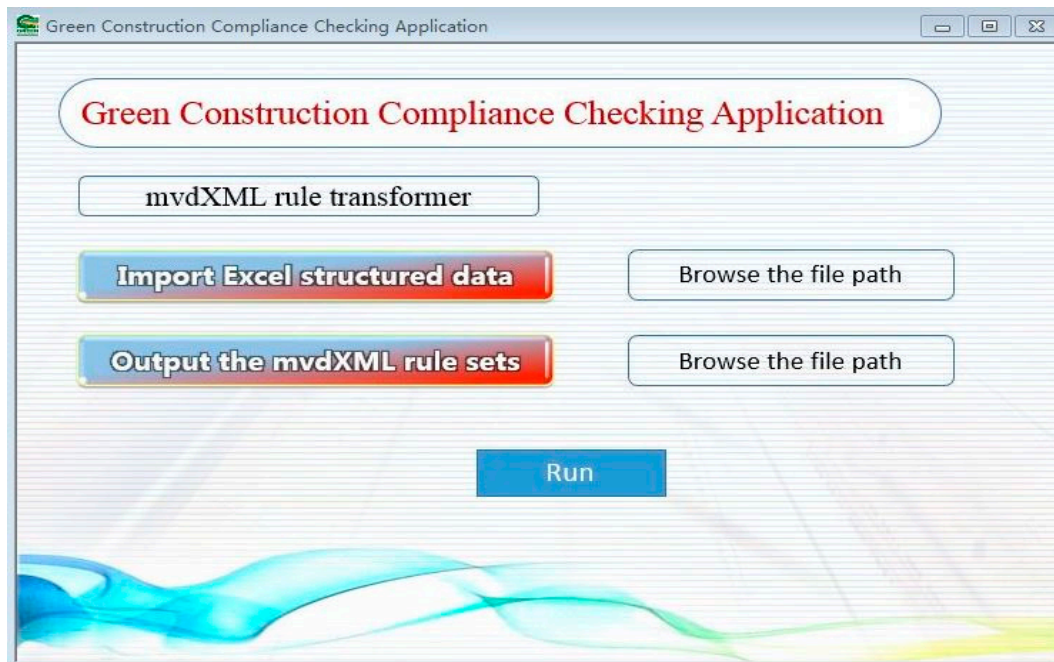 Green Construction Compliance Checking Application
Green Construction Compliance Checking Application
mvdXML rule transformer
Import Excel structured data
Browse the file path
Output the mvdXML rule sets
Browse the file path
Run